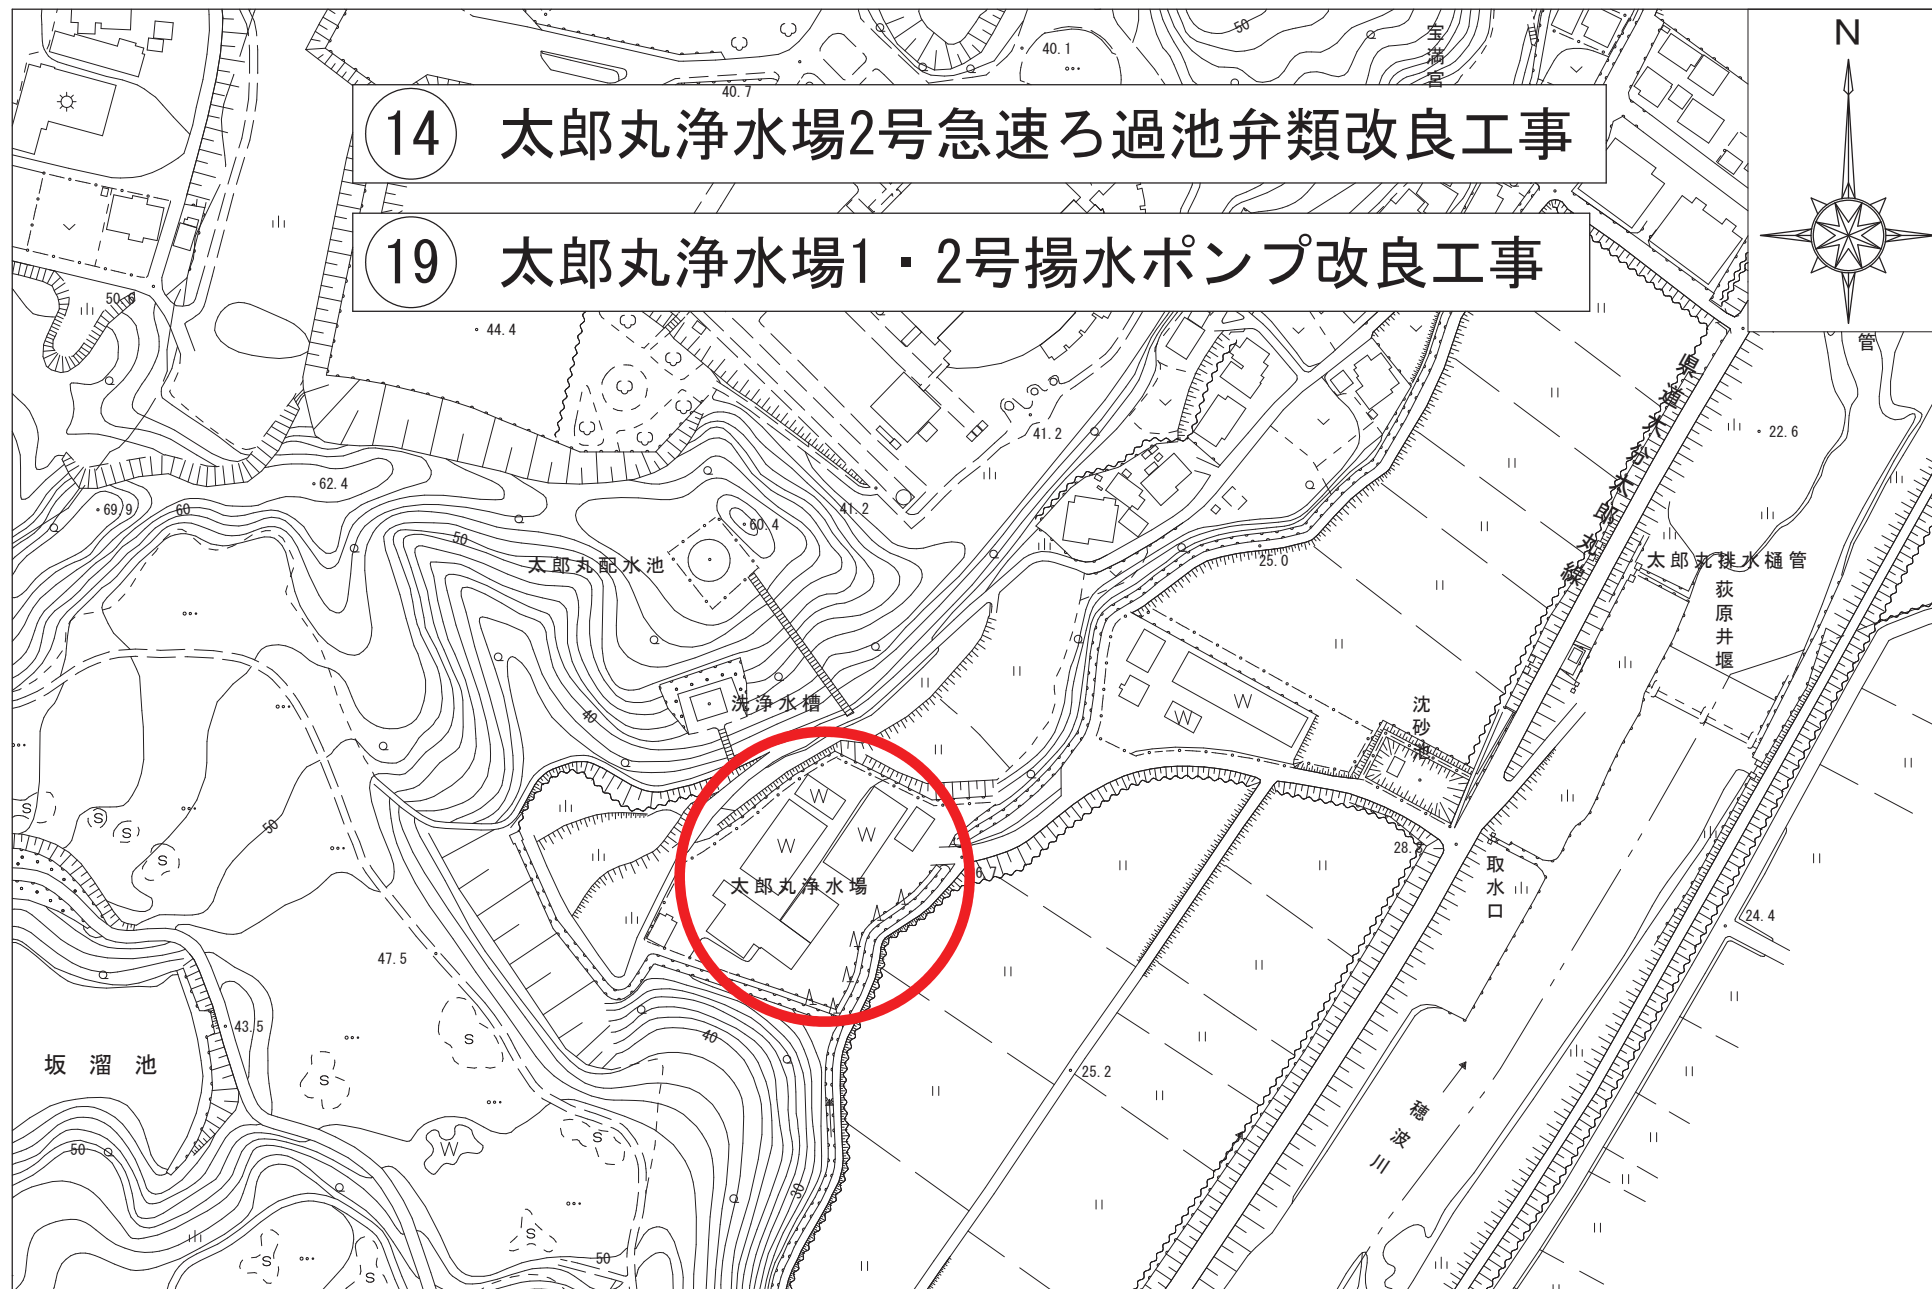 宝満宮
50
40.1
N
40.7
⑭ 太郎丸浄水場2号急速ろ過池弁類改良工事
⑲ 太郎丸浄水場1・2号揚水ポンプ改良工事
50.6
44.4
管
県道大分太郎丸線
41.2
22.6
62.4
69.9
60
41.2
60.4
50
太郎丸配水池
25.0
太郎丸排水樋管
荻原井堰
洗浄水槽
沈砂池
40
W
W
W
W
W
50
S
S
S
S
28.8
太郎丸浄水場
取水口
24.4
47.5
43.5
S
40
坂溜池
25.2
S
穂波川
W
S
50
30
S
S
S
50